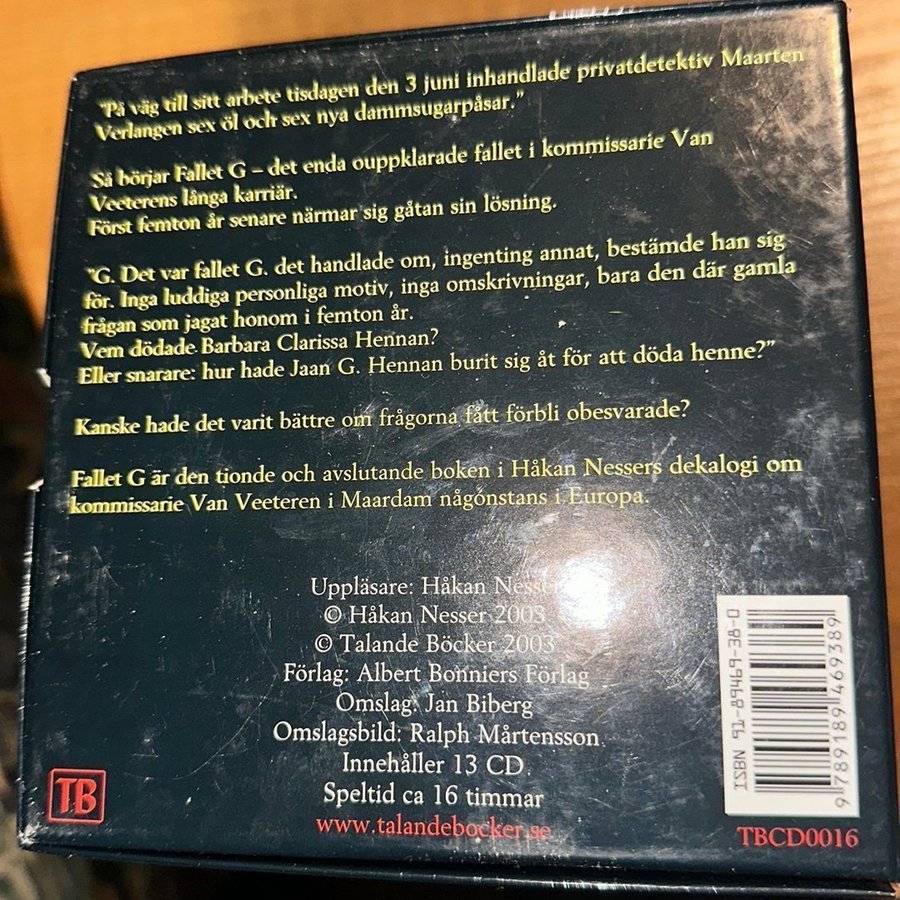 "På väg till sitt arbete tisdagen den 3 juni inhandlade privatdetektiv Maarten
Verlangen sex öl och sex nya dammsugarpåsar."
Så börjar Fallet G – det enda ouppklarade fallet i kommissarie Van
Veeterens långa karriär.
Först femton år senare närmar sig gåtan sin lösning.
"G. Det var fallet G. det handlade om, ingenting annat, bestämde han sig
för. Inga luddiga personliga motiv, inga omskrivningar, bara den där gamla
frågan som jagat honom i femton år.
Vem dödade Barbara Clarissa Hennan?
Eller snarare: hur hade Jaan G. Hennan burit sig åt för att döda henne?"
Kanske hade det varit bättre om frågorna fått förbli obesvarade?
Fallet G är den tionde och avslutande boken i Håkan Nessers dekalogi om
kommissarie Van Veeteren i Maardam någonstans i Europa.
Uppläsare: Håkan Nesser
© Håkan Nesser 2003
© Talande Böcker 2003
Förlag: Albert Bonniers Förlag
Omslag: Jan Biberg
Omslagsbild: Ralph Mårtensson
Innehåller 13 CD
Speltid ca 16 timmar
www.talandebocker.se
TB
ISBN 91-89469-38-0
9789189469389
TBCD0016